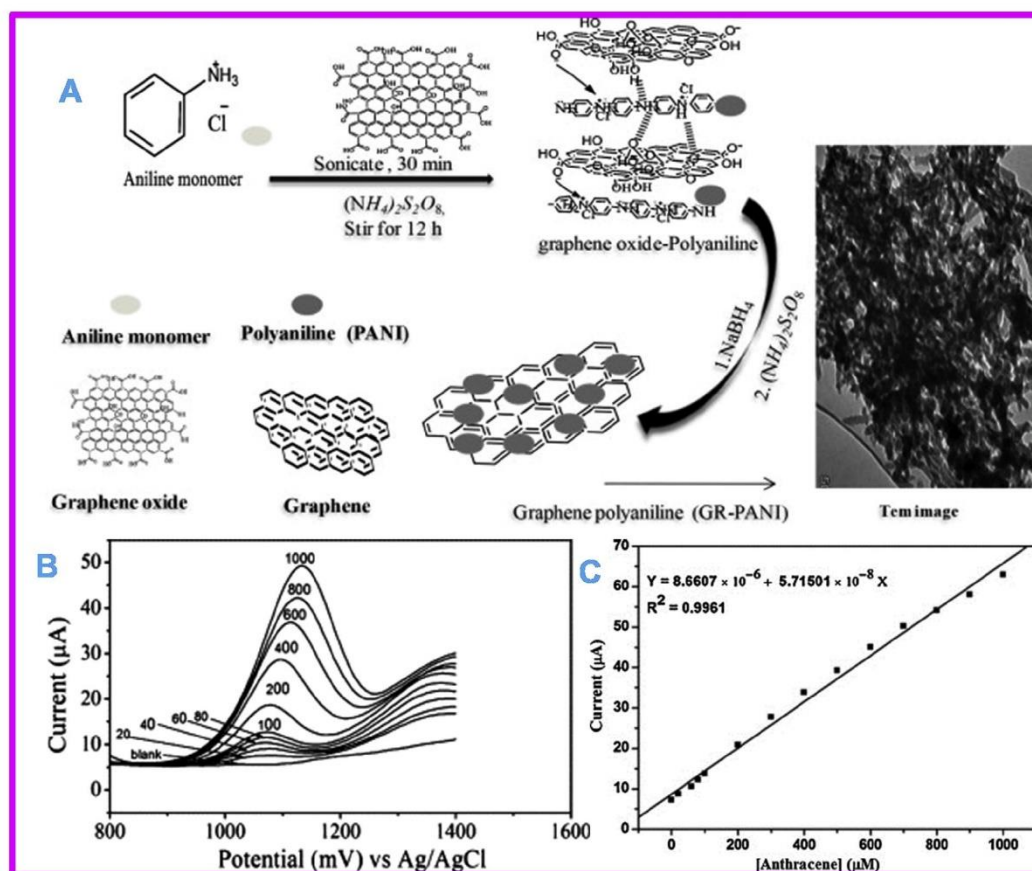 A
NH₃⁺
Cl⁻
Aniline monomer
Sonicate , 30 min
(NH₄)₂S₂O₈,
Stir for 12 h
graphene oxide-Polyaniline
1.NaBH₄
2. (NH₄)₂S₂O₈
Aniline monomer
Polyaniline (PANI)
Graphene oxide
Graphene
Graphene polyaniline (GR-PANI)
Tem image
B
50
40
30
20
10
0
Current (µA)
1000
800
600
400
200
100
80
60
40
20
blank
800
1000
1200
1400
1600
Potential (mV) vs Ag/AgCl
C
70
60
50
40
30
20
10
0
Current (µA)
Y = 8.6607 × 10⁻⁶ + 5.71501 × 10⁻⁸ X
R² = 0.9961
0
200
400
600
800
1000
[Anthracene] (µM)